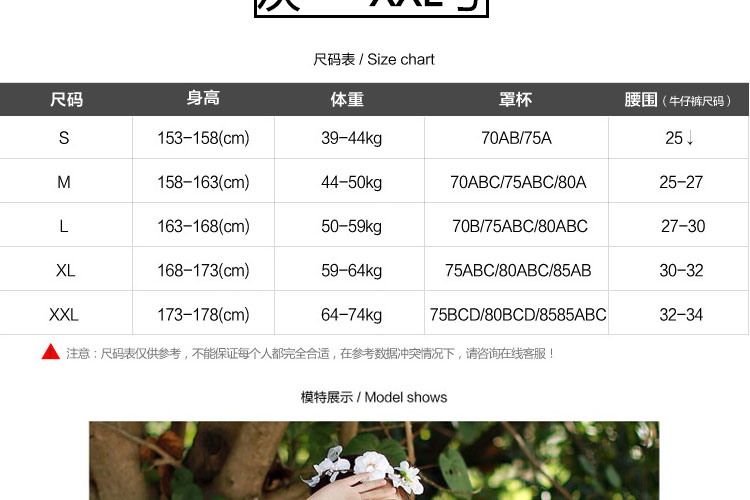 尺码表 / Size chart
尺码 身高 体重 罩杯 腰围（牛仔裤尺码）
S 153-158(cm) 39-44kg 70AB/75A 25↓
M 158-163(cm) 44-50kg 70ABC/75ABC/80A 25-27
L 163-168(cm) 50-59kg 70B/75ABC/80ABC 27-30
XL 168-173(cm) 59-64kg 75ABC/80ABC/85AB 30-32
XXL 173-178(cm) 64-74kg 75BCD/80BCD/8585ABC 32-34
注意：尺码表仅供参考，不能保证每个人都完全合适，在参考数据冲突情况下，请咨询在线客服！
模特展示 / Model shows